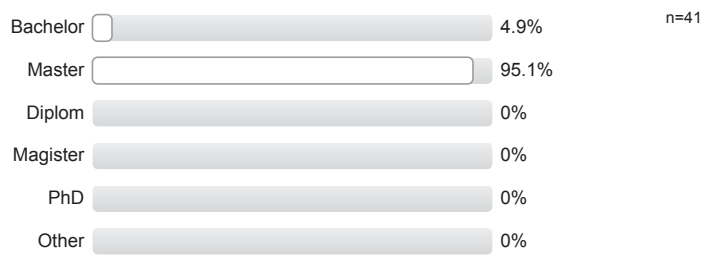 n=41
Bachelor 4.9%
Master 95.1%
Diplom 0%
Magister 0%
PhD 0%
Other 0%